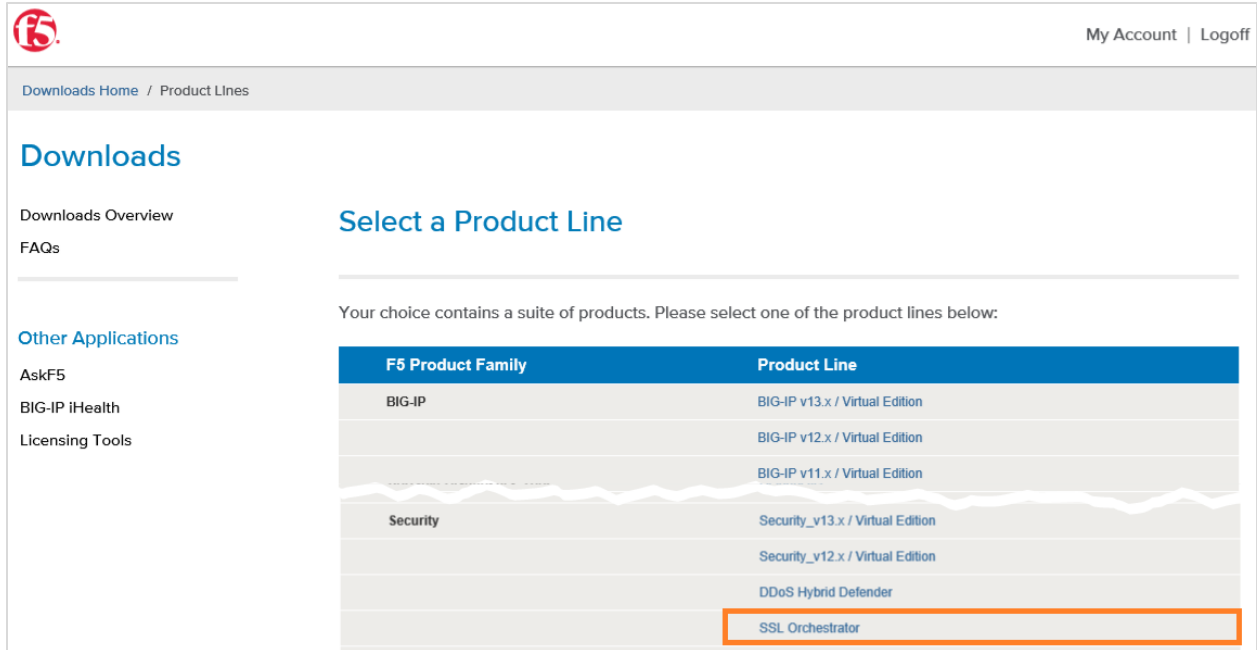 f5.
My Account | Logoff
Downloads Home / Product LInes
Downloads
Downloads Overview
FAQs
Other Applications
AskF5
BIG-IP iHealth
Licensing Tools
Select a Product Line
Your choice contains a suite of products. Please select one of the product lines below:
F5 Product Family Product Line
BIG-IP BIG-IP v13.x / Virtual Edition
BIG-IP v12.x / Virtual Edition
BIG-IP v11.x / Virtual Edition
Security Security_v13.x / Virtual Edition
Security_v12.x / Virtual Edition
DDoS Hybrid Defender
SSL Orchestrator